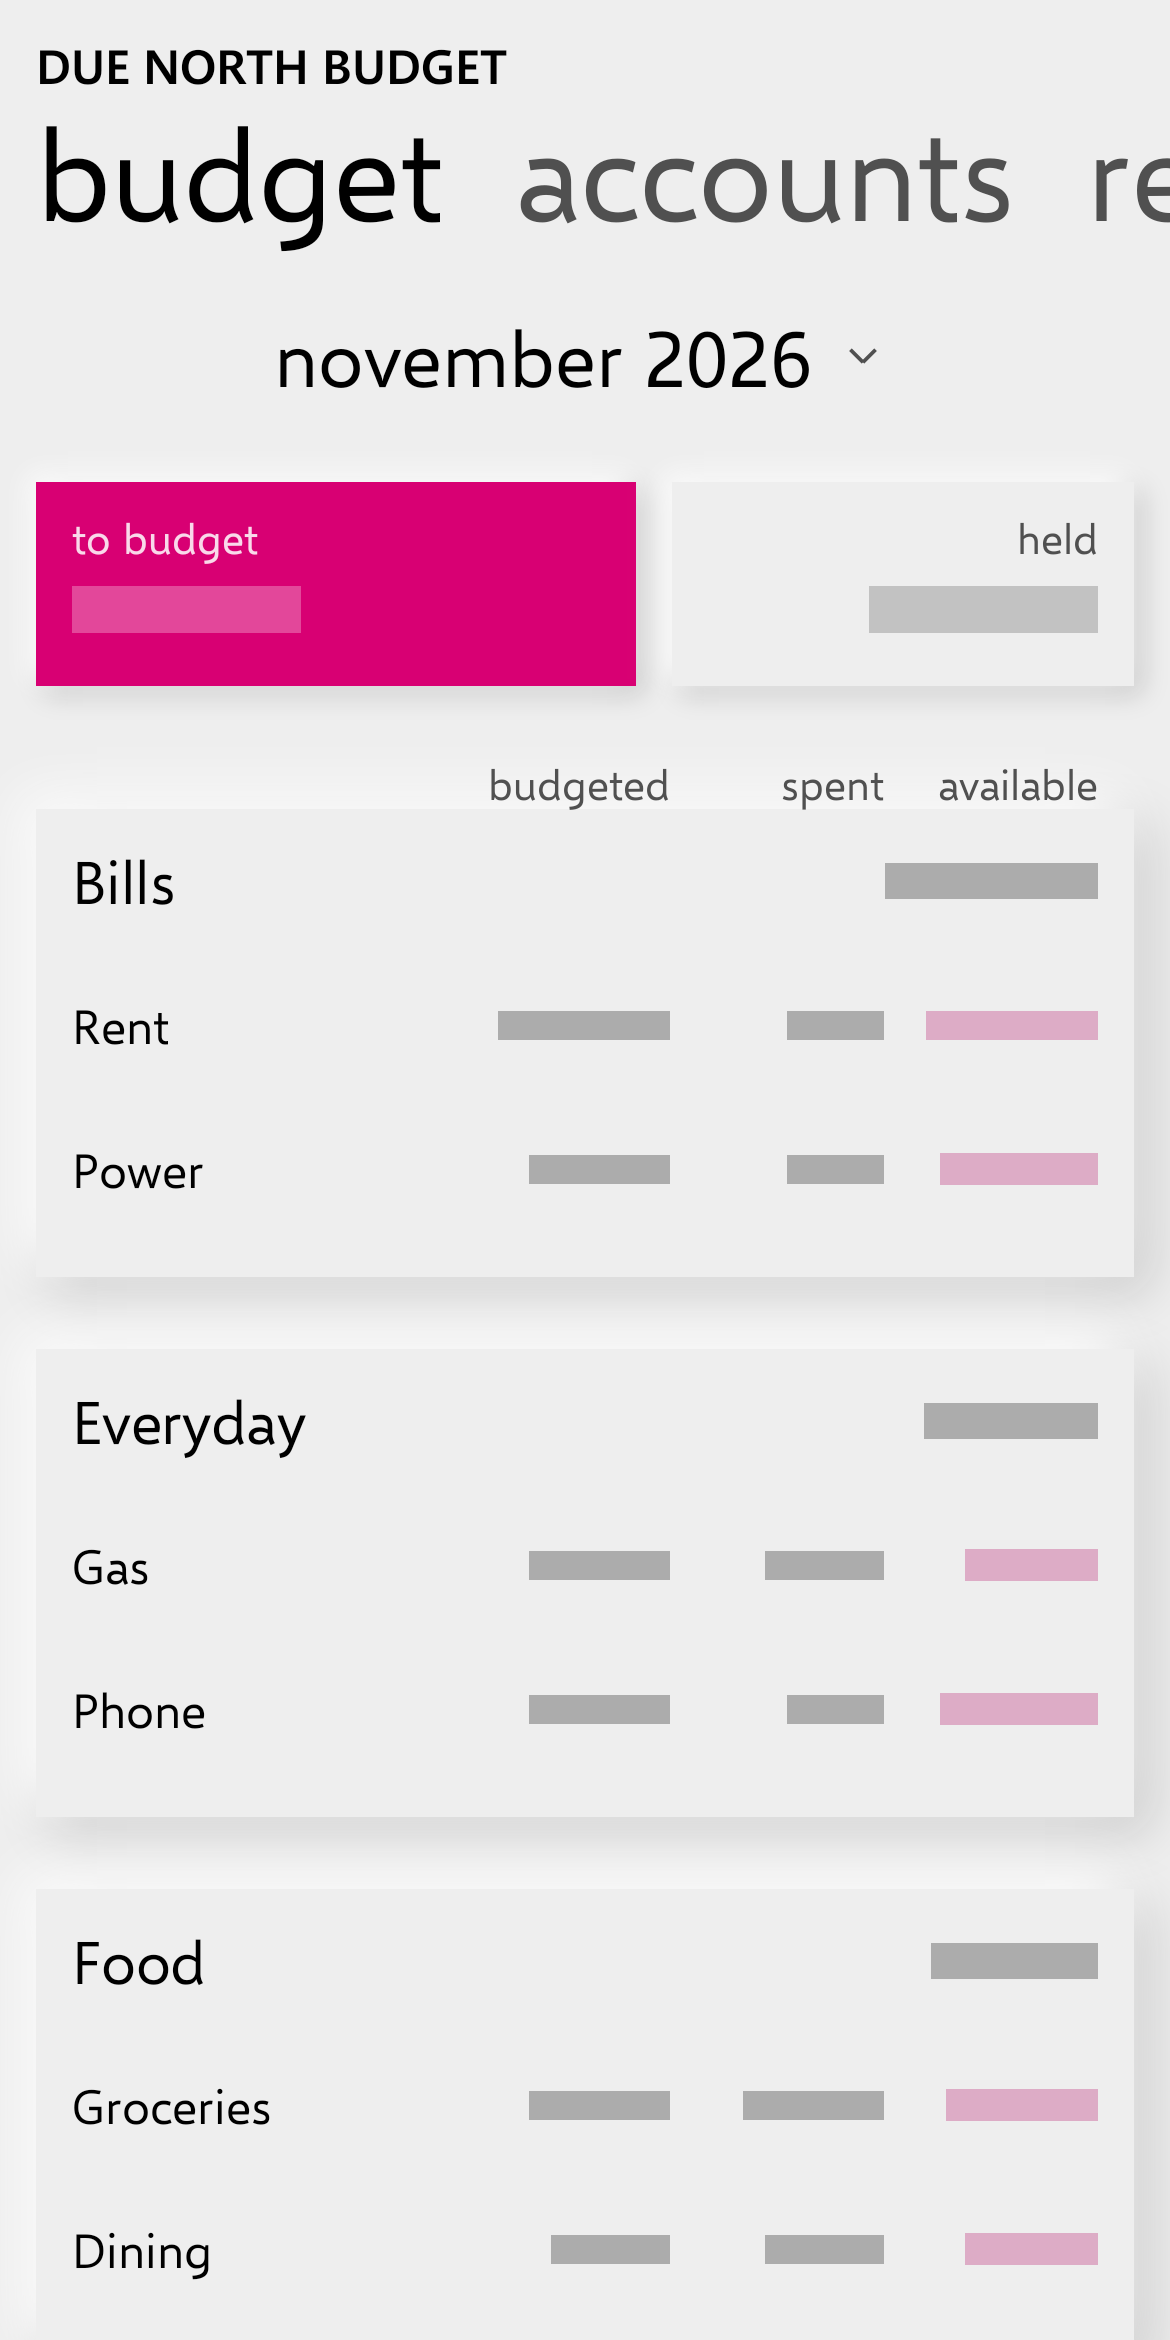 DUE NORTH BUDGET
budget accounts re
november 2026
to budget held
budgeted spent available
Bills
Rent
Power
Everyday
Gas
Phone
Food
Groceries
Dining